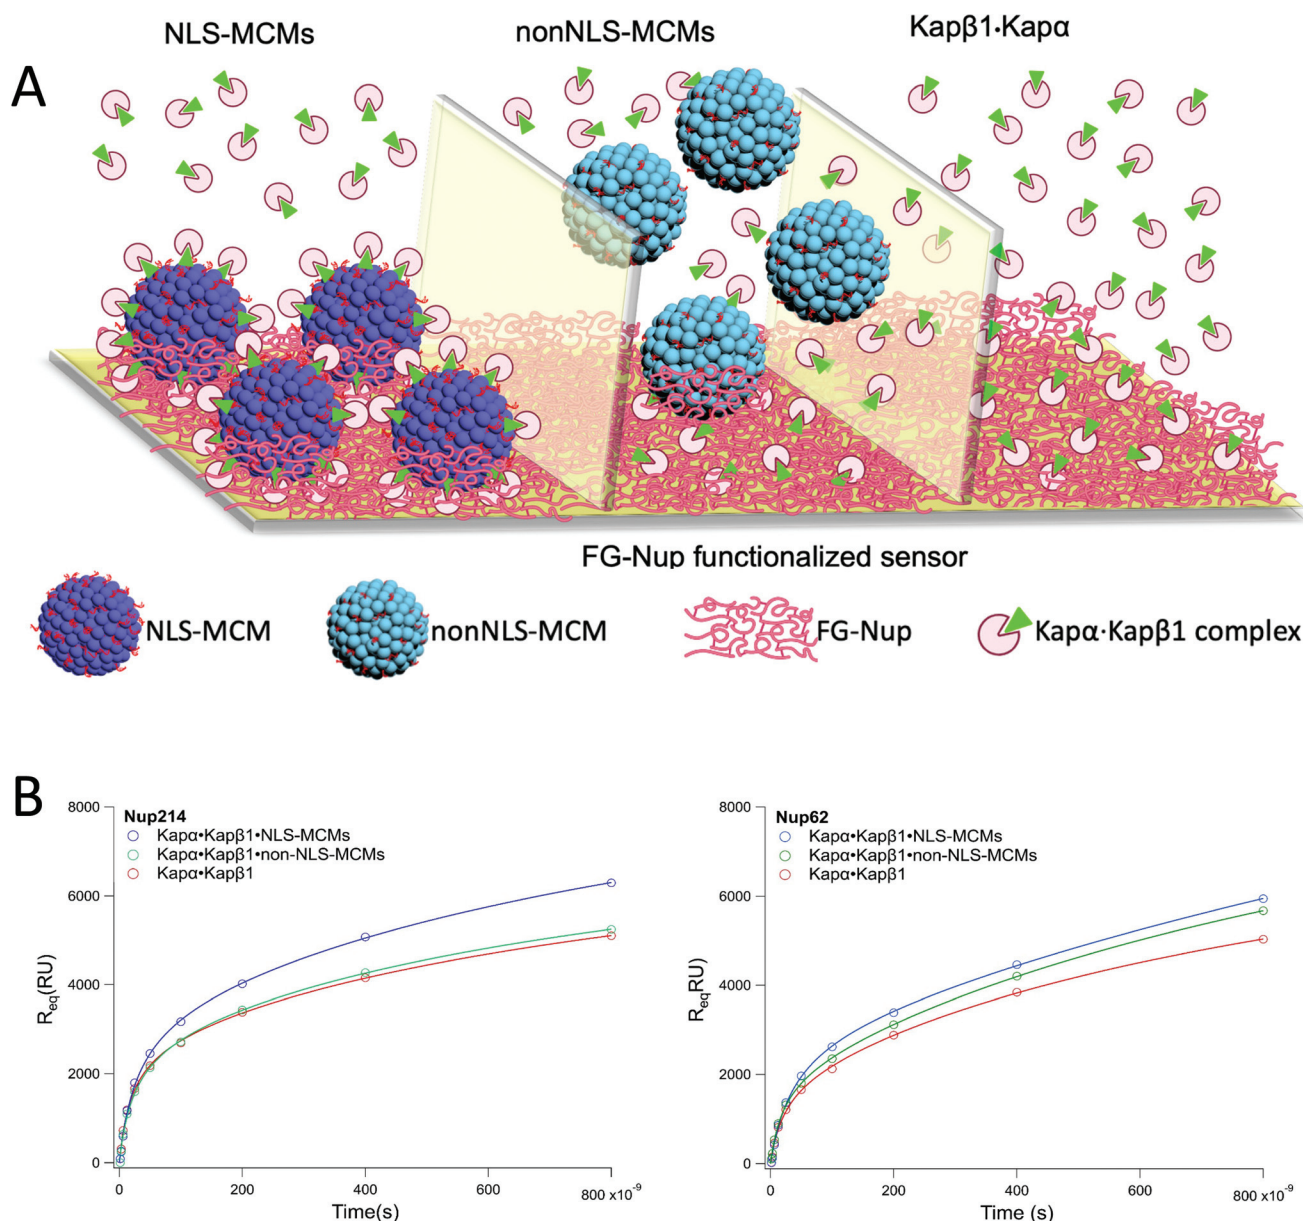 NLS-MCMs
nonNLS-MCMs
Kapβ1·Kapα
A
FG-Nup functionalized sensor
NLS-MCM
nonNLS-MCM
FG-Nup
Kapα·Kapβ1 complex
B
8000
6000
4000
2000
0
Req(RU)
Nup214
Kapα•Kapβ1•NLS-MCMs
Kapα•Kapβ1•non-NLS-MCMs
Kapα•Kapβ1
0
200
400
600
800 x10-9
Time(s)
8000
6000
4000
2000
0
ReqRU)
Nup62
Kapα•Kapβ1•NLS-MCMs
Kapα•Kapβ1•non-NLS-MCMs
Kapα•Kapβ1
0
200
400
600
800 x10-9
Time (s)